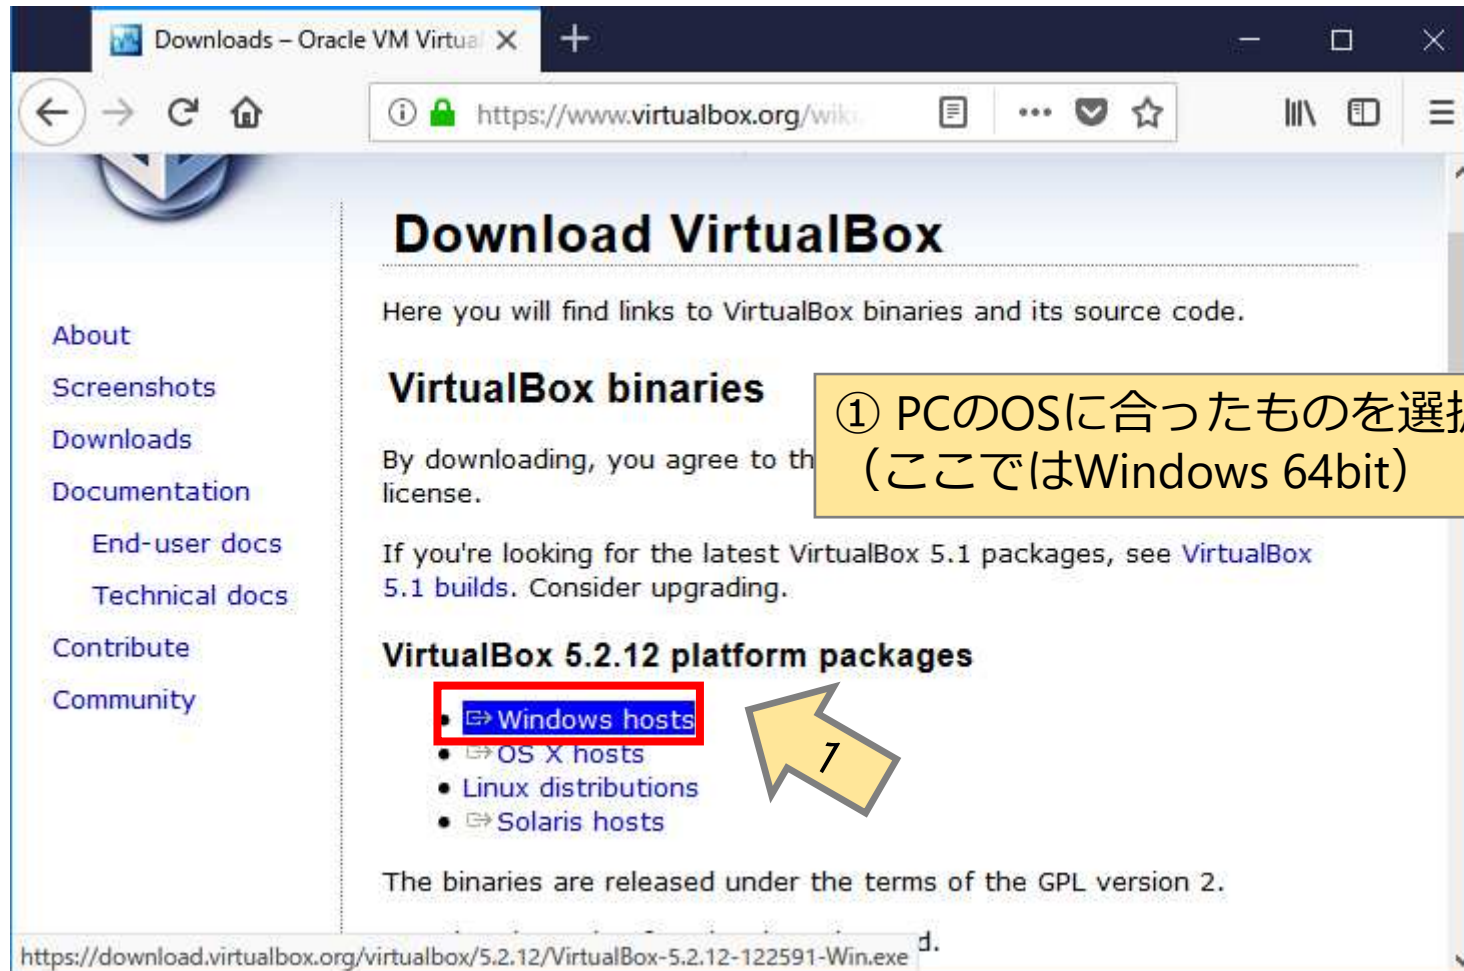 Downloads – Oracle VM Virtual
https://www.virtualbox.org/wiki
Download VirtualBox
Here you will find links to VirtualBox binaries and its source code.
About
Screenshots
Downloads
Documentation
End-user docs
Technical docs
Contribute
Community
VirtualBox binaries
① PCのOSに合ったものを選択
（ここではWindows 64bit）
By downloading, you agree to th
license.
If you're looking for the latest VirtualBox 5.1 packages, see VirtualBox
5.1 builds. Consider upgrading.
VirtualBox 5.2.12 platform packages
Windows hosts
OS X hosts
Linux distributions
Solaris hosts
1
The binaries are released under the terms of the GPL version 2.
d.
https://download.virtualbox.org/virtualbox/5.2.12/VirtualBox-5.2.12-122591-Win.exe